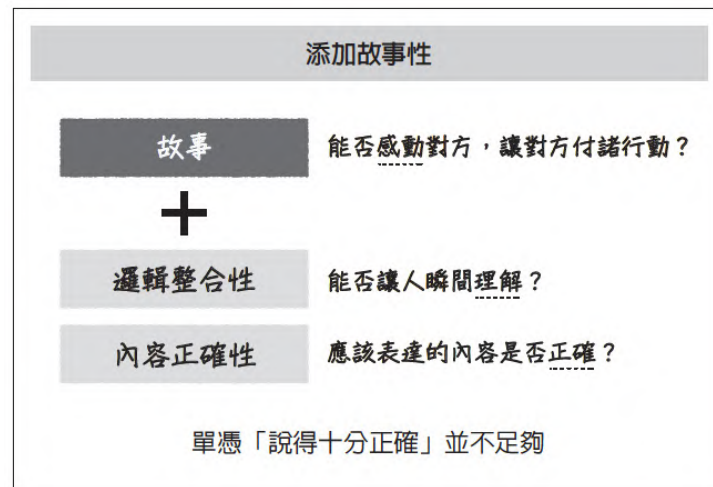 添加故事性
故事
能否感動對方，讓對方付諸行動？
+
邏輯整合性
能否讓人瞬間理解？
內容正確性
應該表達的內容是否正確？
單憑「說得十分正確」並不足夠